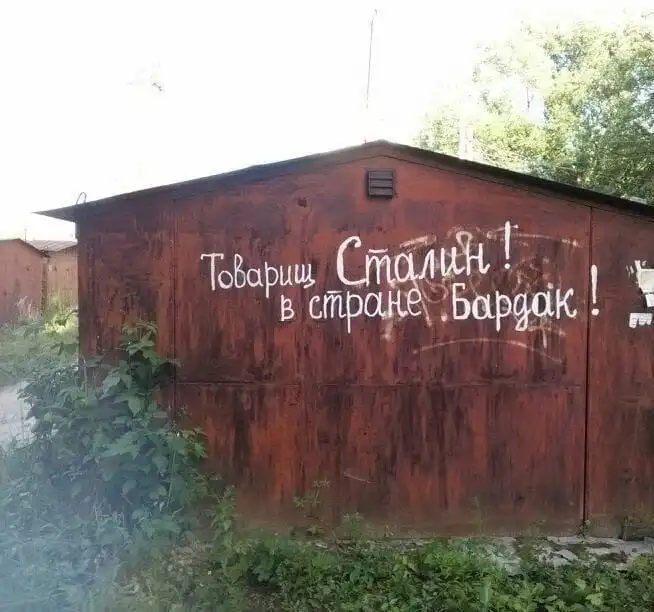 Товарищ Сталин!
в стране Бардак!